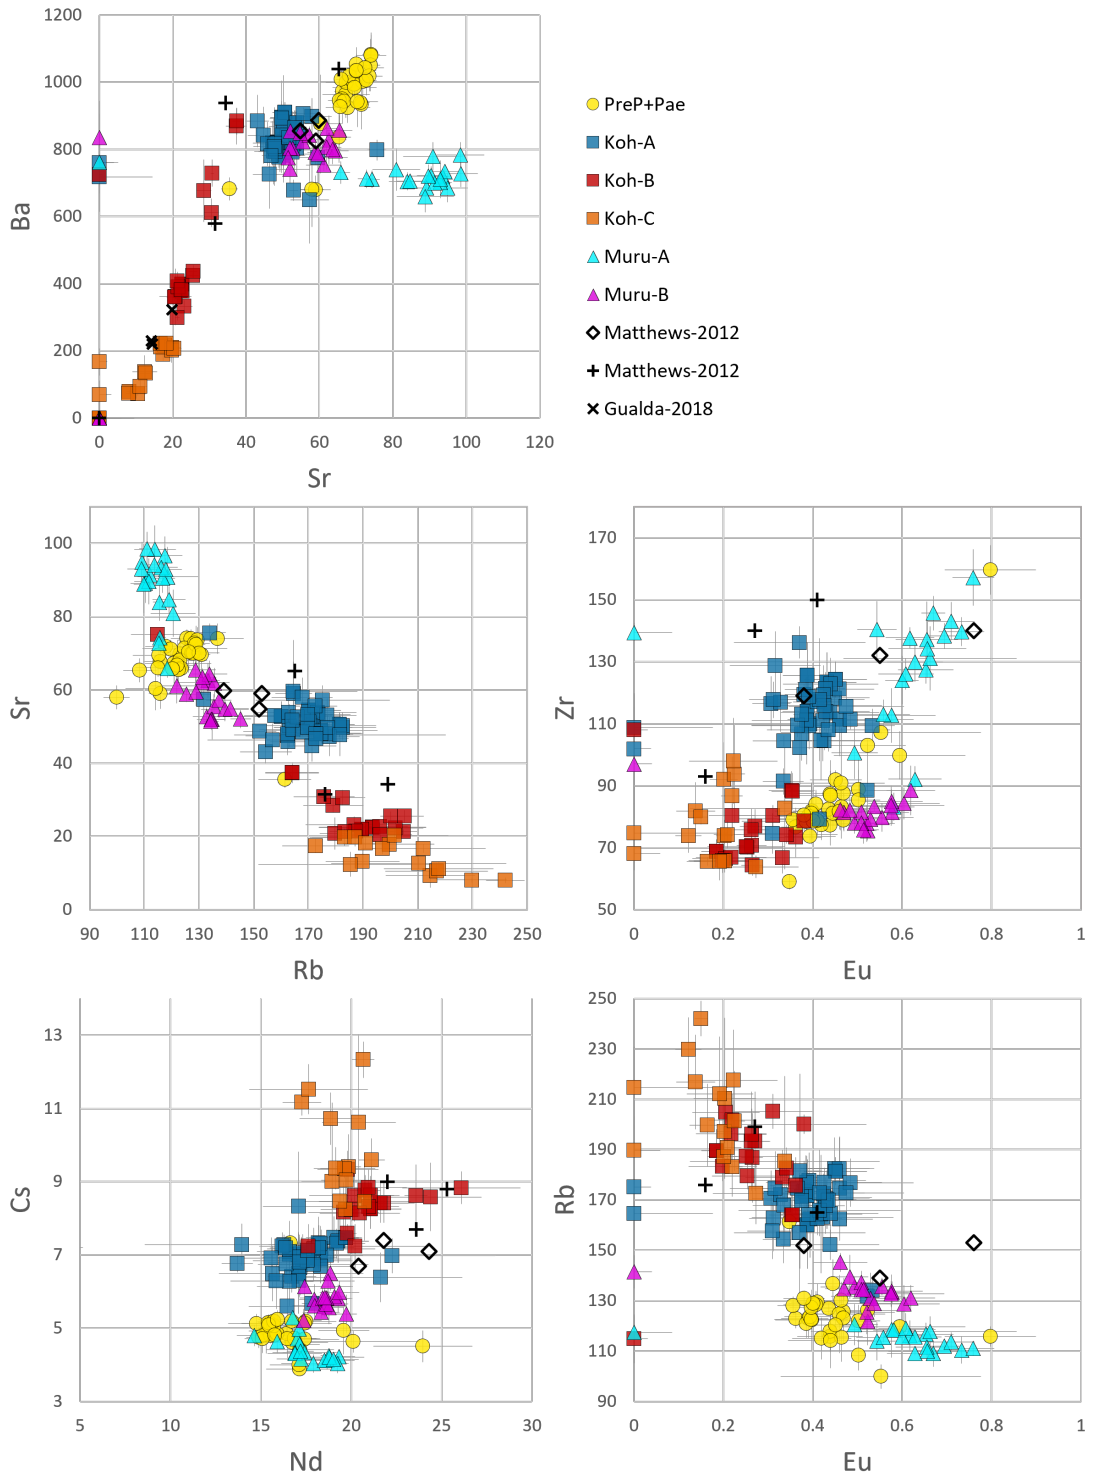 1200
1000
800
600
400
200
0
Ba
0 20 40 60 80 100 120
Sr
PreP+Pae
Koh-A
Koh-B
Koh-C
Muru-A
Muru-B
Matthews-2012
Matthews-2012
Gualda-2018
100
80
60
40
20
0
Sr
90 110 130 150 170 190 210 230 250
Rb
170
150
130
110
90
70
50
Zr
0 0.2 0.4 0.6 0.8 1
Eu
13
11
9
7
5
3
Cs
5 10 15 20 25 30
Nd
250
230
210
190
170
150
130
110
90
Rb
0 0.2 0.4 0.6 0.8 1
Eu